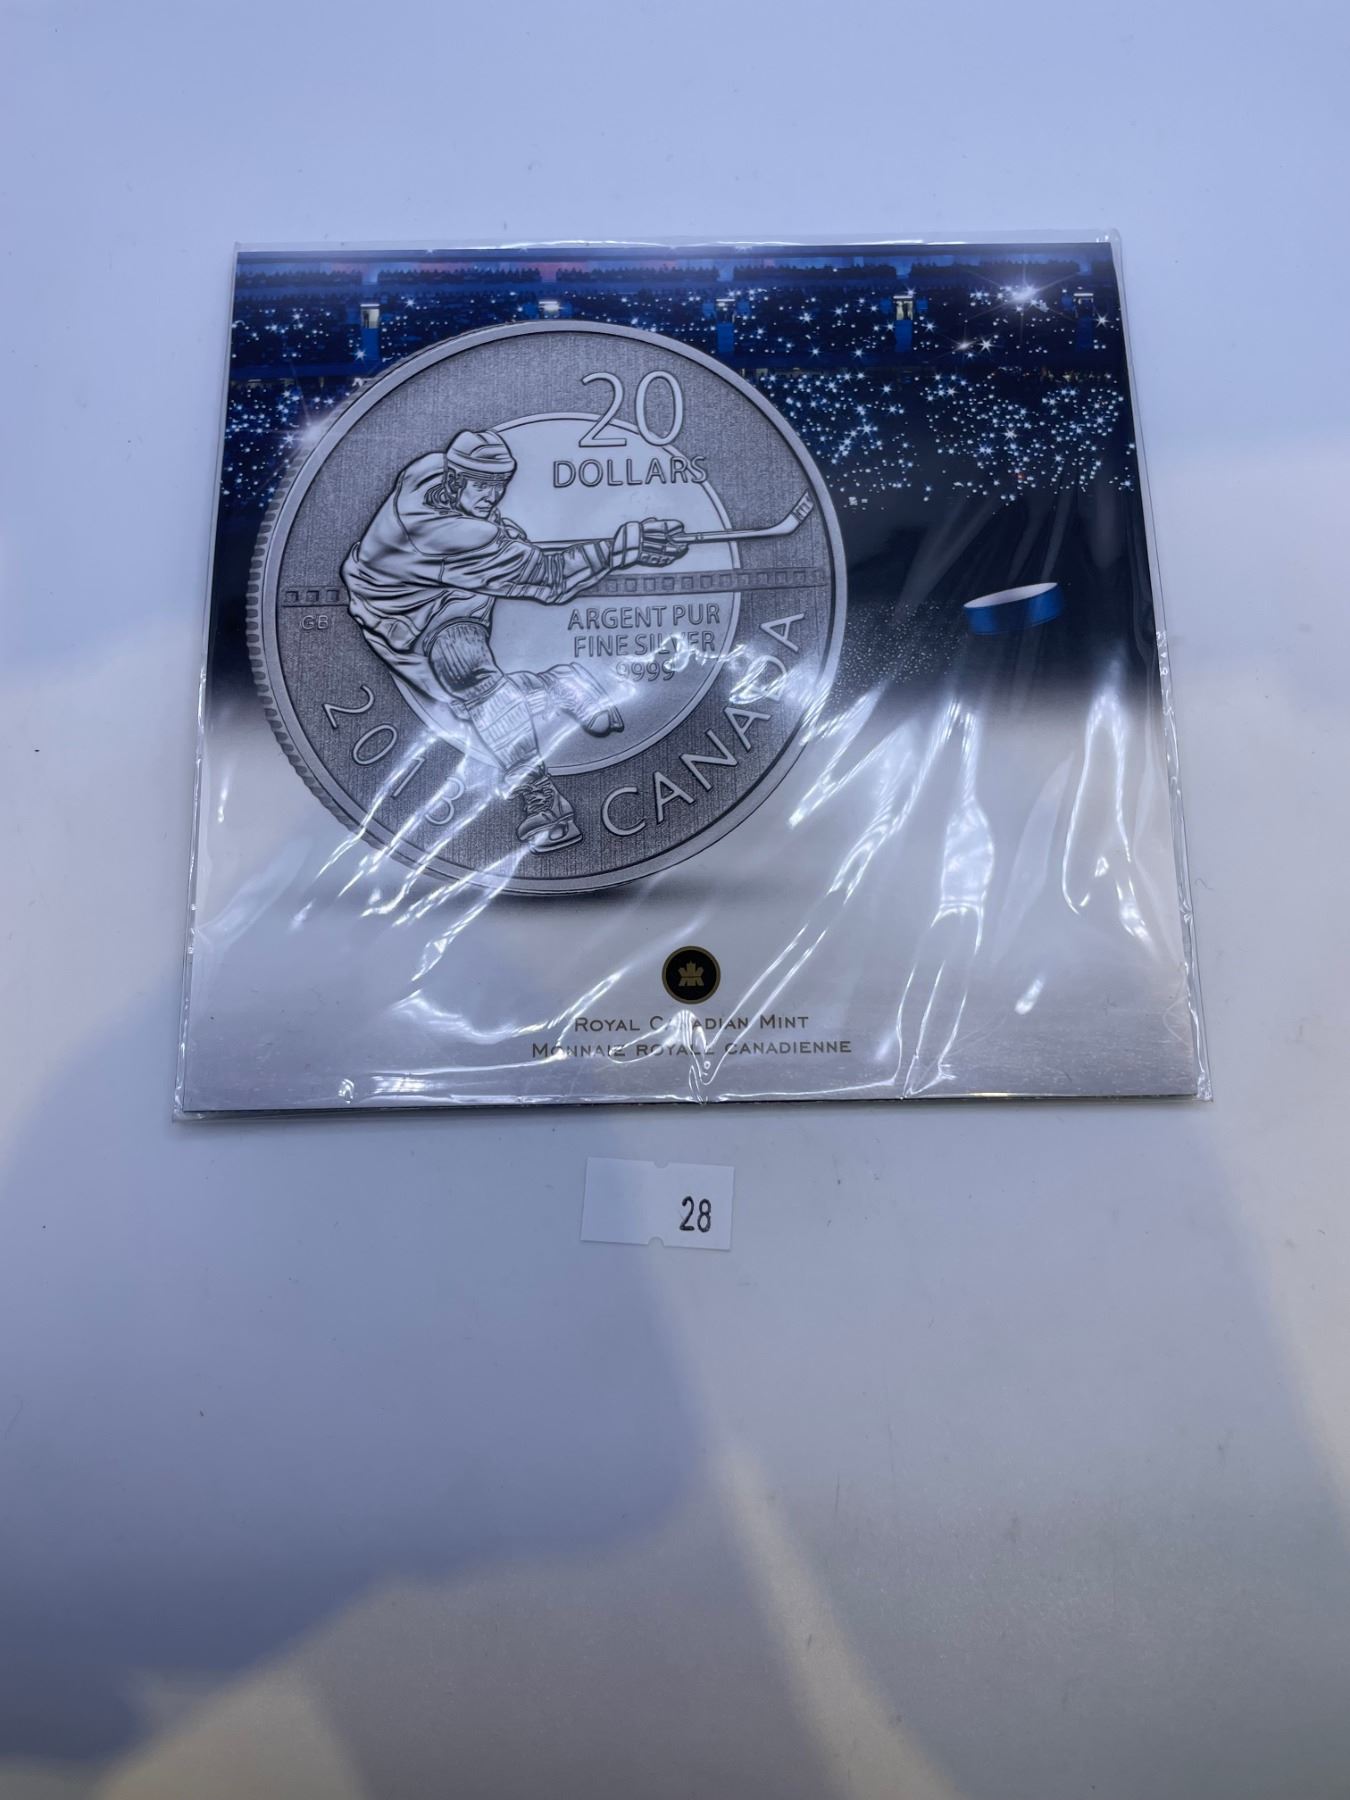 20
DOLLARS
ARGENT PUR
FINE SILVER
9999
GB
2013
CANADA
ROYAL CANADIAN MINT
MONNAIE ROYALE CANADIENNE
28